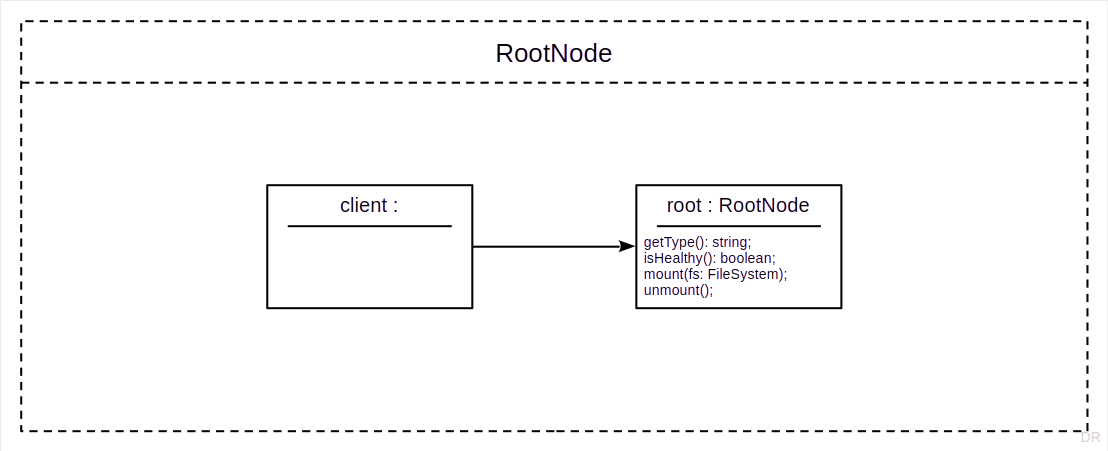 RootNode
client :
root : RootNode
getType(): string;
isHealthy(): boolean;
mount(fs: FileSystem);
unmount();
DR